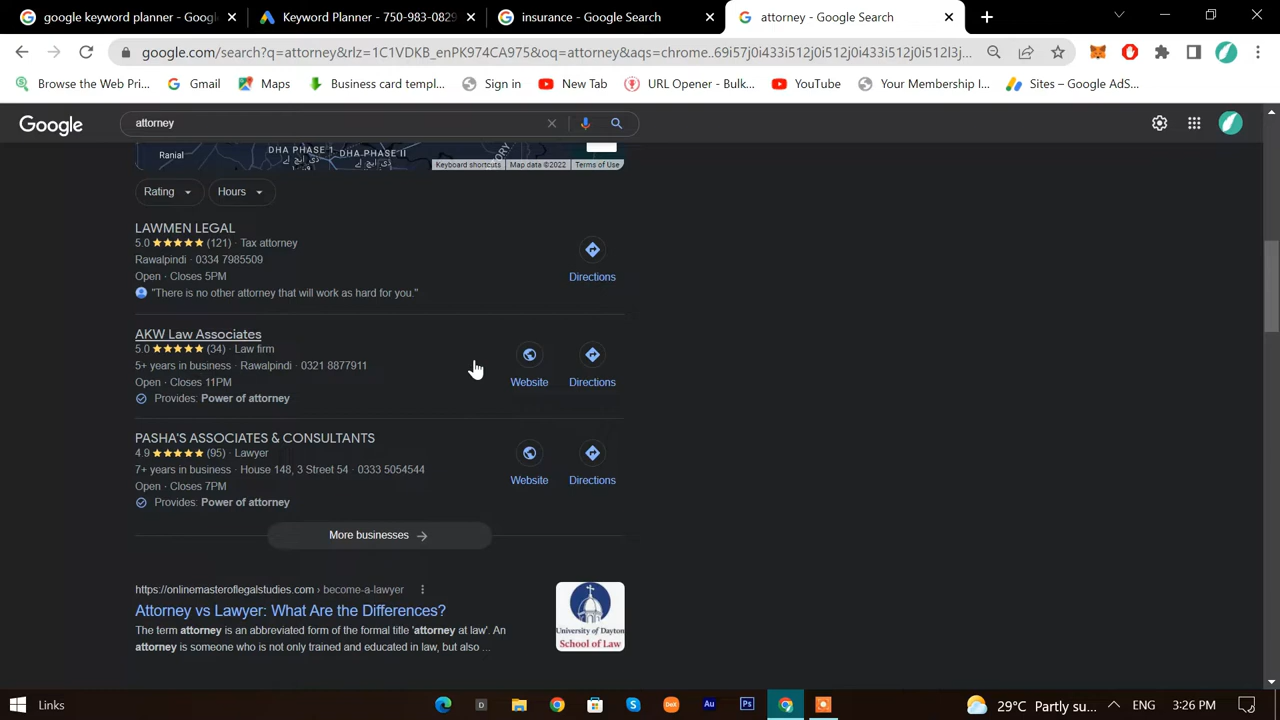 google keyword planner - Googl
Keyword Planner - 750-983-0829
insurance - Google Search
attorney - Google Search
google.com/search?q=attorney&rlz=1C1VDKB_enPK974CA975&oq=attorney&aqs=chrome..69i57j0i433i512j0i512j0i433i512j0i512l3j...
Browse the Web Pri...
Gmail
Maps
Business card templ...
Sign in
New Tab
URL Opener - Bulk...
YouTube
Your Membership I...
Sites – Google AdS...
Google
attorney
Ranial
DHA PHASE 1
DHA PHASE II
Keyboard shortcuts
Map data ©2022
Terms of Use
Rating
Hours
LAWMEN LEGAL
5.0 (121) · Tax attorney
Rawalpindi · 0334 7985509
Open · Closes 5PM
"There is no other attorney that will work as hard for you."
Directions
AKW Law Associates
5.0 (34) · Law firm
5+ years in business · Rawalpindi · 0321 8877911
Open · Closes 11PM
Provides: Power of attorney
Website
Directions
PASHA'S ASSOCIATES & CONSULTANTS
4.9 (95) · Lawyer
7+ years in business · House 148, 3 Street 54 · 0333 5054544
Open · Closes 7PM
Provides: Power of attorney
Website
Directions
More businesses
https://onlinemasteroflegalstudies.com › become-a-lawyer
Attorney vs Lawyer: What Are the Differences?
The term attorney is an abbreviated form of the formal title 'attorney at law'. An
attorney is someone who is not only trained and educated in law, but also ...
University of Dayton
School of Law
Links
D
Au
Ps
29°C Partly su...
ENG
3:26 PM